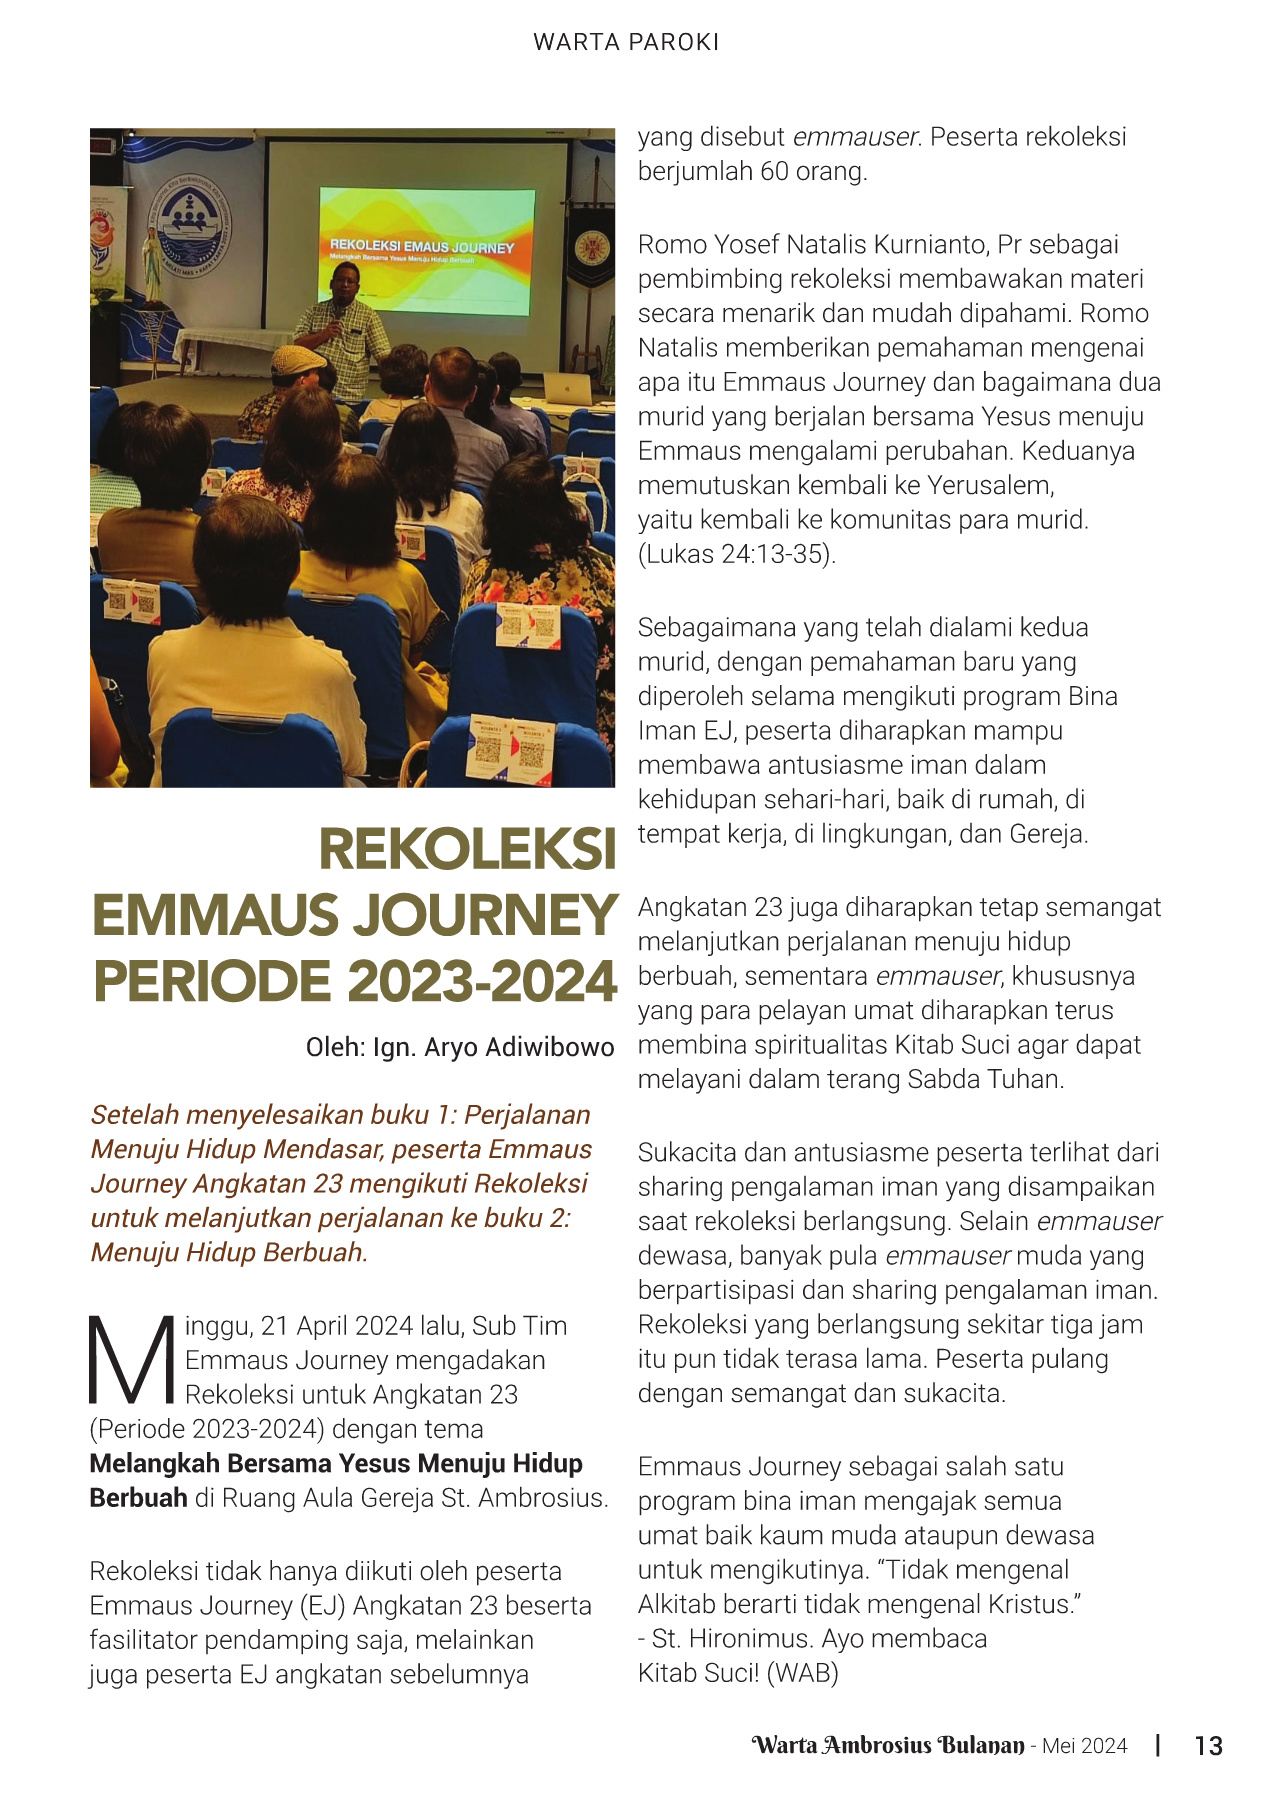 WARTA PAROKI
REKOLEKSI EMAUS JOURNEY
Melangkah Bersama Yesus Menuju Hidup Berbuah
REKOLEKSI
EMMAUS JOURNEY
PERIODE 2023-2024
Oleh: Ign. Aryo Adiwibowo
Setelah menyelesaikan buku 1: Perjalanan
Menuju Hidup Mendasar, peserta Emmaus
Journey Angkatan 23 mengikuti Rekoleksi
untuk melanjutkan perjalanan ke buku 2:
Menuju Hidup Berbuah.
Minggu, 21 April 2024 lalu, Sub Tim
Emmaus Journey mengadakan
Rekoleksi untuk Angkatan 23
(Periode 2023-2024) dengan tema
Melangkah Bersama Yesus Menuju Hidup
Berbuah di Ruang Aula Gereja St. Ambrosius.
Rekoleksi tidak hanya diikuti oleh peserta
Emmaus Journey (EJ) Angkatan 23 beserta
fasilitator pendamping saja, melainkan
juga peserta EJ angkatan sebelumnya
yang disebut emmauser. Peserta rekoleksi
berjumlah 60 orang.
Romo Yosef Natalis Kurnianto, Pr sebagai
pembimbing rekoleksi membawakan materi
secara menarik dan mudah dipahami. Romo
Natalis memberikan pemahaman mengenai
apa itu Emmaus Journey dan bagaimana dua
murid yang berjalan bersama Yesus menuju
Emmaus mengalami perubahan. Keduanya
memutuskan kembali ke Yerusalem,
yaitu kembali ke komunitas para murid.
(Lukas 24:13-35).
Sebagaimana yang telah dialami kedua
murid, dengan pemahaman baru yang
diperoleh selama mengikuti program Bina
Iman EJ, peserta diharapkan mampu
membawa antusiasme iman dalam
kehidupan sehari-hari, baik di rumah, di
tempat kerja, di lingkungan, dan Gereja.
Angkatan 23 juga diharapkan tetap semangat
melanjutkan perjalanan menuju hidup
berbuah, sementara emmauser, khususnya
yang para pelayan umat diharapkan terus
membina spiritualitas Kitab Suci agar dapat
melayani dalam terang Sabda Tuhan.
Sukacita dan antusiasme peserta terlihat dari
sharing pengalaman iman yang disampaikan
saat rekoleksi berlangsung. Selain emmauser
dewasa, banyak pula emmauser muda yang
berpartisipasi dan sharing pengalaman iman.
Rekoleksi yang berlangsung sekitar tiga jam
itu pun tidak terasa lama. Peserta pulang
dengan semangat dan sukacita.
Emmaus Journey sebagai salah satu
program bina iman mengajak semua
umat baik kaum muda ataupun dewasa
untuk mengikutinya. “Tidak mengenal
Alkitab berarti tidak mengenal Kristus.”
- St. Hironimus. Ayo membaca
Kitab Suci! (WAB)
Warta Ambrosius Bulanan - Mei 2024 | 13